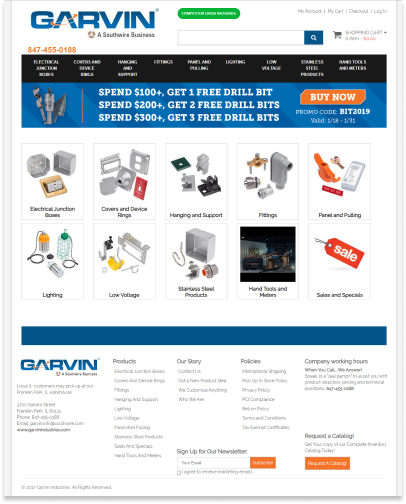 GARVIN®
A Southwire Business
847-455-0188
COMPETITION CROSS REFERENCE
My Account | My Cart | Checkout | Log In
SHOPPING CART
0 item - $0.00
ELECTRICAL JUNCTION BOXES
COVERS AND DEVICE RINGS
HANGING AND SUPPORT
FITTINGS
PANEL AND PULLING
LIGHTING
LOW VOLTAGE
STAINLESS STEEL PRODUCTS
HAND TOOLS AND METERS
SPEND $100+, GET 1 FREE DRILL BIT
SPEND $200+, GET 2 FREE DRILL BITS
SPEND $300+, GET 3 FREE DRILL BITS
BUY NOW
PROMO CODE: BIT2019
Valid: 1/18 - 1/31
Electrical Junction Boxes
Covers and Device Rings
Hanging and Support
Fittings
Panel and Pulling
Lighting
Low Voltage
Stainless Steel Products
Hand Tools and Meters
sale
Sales and Specials
GARVIN®
A Southwire Business
Local IL customers may pick up at our
Franklin Park, IL warehouse
3700 Sandra Street
Franklin Park, IL 60131
Phone: 847-455-0188
Email: garvininfo@southwire.com
www.garvinindustries.com
Products
Electrical Junction Boxes
Covers And Device Rings
Fittings
Hanging And Support
Lighting
Low Voltage
Panel And Pulling
Stainless Steel Products
Sales And Specials
Hand Tools And Meters
Our Story
Contact Us
Got a New Product Idea
We Customize Anything
Who We Are
Policies
International Shipping
Pick Up In Store Policy
Privacy Policy
PCI Compliance
Return Policy
Terms and Conditions
Tax Exempt Certificates
Company working hours
When You Call... We Answer!
Speak to a "real person" to assist you with
product selection, pricing and technical
questions: 847-455-0188
Sign Up for Our Newsletter:
Your Email
Subscribe
I agree to receive marketing emails.
Request a Catalog!
Get Your copy of our Complete Inventory
Catalog Today!
Request A Catalog!
© 2017 Garvin Industries. All Rights Reserved.